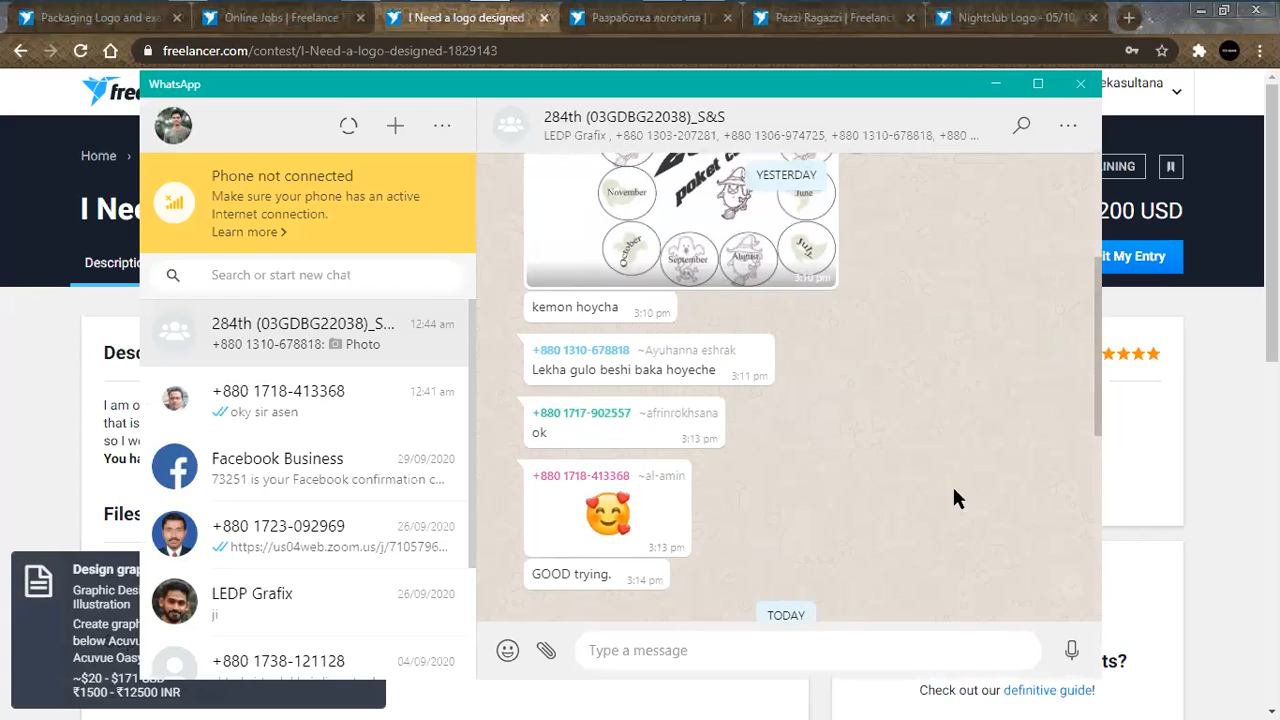 Packaging Logo and exa
Online Jobs | Freelance
I Need a logo designed
Разработка логотипа |
Pazzi Ragazzi | Freelanc
Nightclub Logo - 05/10
freelancer.com/contest/I-Need-a-logo-designed-1829143
WhatsApp
ekasultana
Home
I Nee
Description
INING
200 USD
it My Entry
284th (03GDBG22038)_S&S
LEDP Grafix , +880 1303-207281, +880 1306-974725, +880 1310-678818, +880 ...
Phone not connected
Make sure your phone has an active
Internet connection.
Learn more
Search or start new chat
284th (03GDBG22038)_S...
12:44 am
+880 1310-678818: Photo
+880 1718-413368
12:41 am
oky sir asen
Facebook Business
29/09/2020
73251 is your Facebook confirmation c...
+880 1723-092969
26/09/2020
https://us04web.zoom.us/j/7105796...
LEDP Grafix
26/09/2020
ji
+880 1738-121128
04/09/2020
YESTERDAY
November
poket
June
October
September
August
July
3:10 pm
kemon hoycha
3:10 pm
+880 1310-678818 ~Ayuhanna eshrak
Lekha gulo beshi baka hoyeche
3:11 pm
+880 1717-902557 ~afrinrokhsana
ok
3:13 pm
+880 1718-413368 ~al-amin
🥰
3:13 pm
GOOD trying.
3:14 pm
TODAY
Type a message
Desc
I am o
that is
so I w
You ha
Files
Design grap
Graphic Des
Illustration
Create graph
below Acuvu
Acuvue Oasy
~$20 - $171 USD
₹1500 - ₹12500 INR
ts?
Check out our definitive guide!